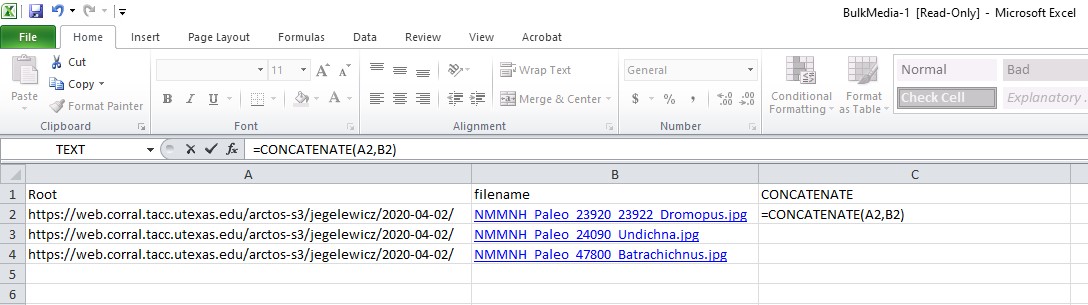 BulkMedia-1 [Read-Only] - Microsoft Excel
File Home Insert Page Layout Formulas Data Review View Acrobat
Paste Cut Copy Format Painter Clipboard
11 A A B I U A Font
Wrap Text Merge & Center Alignment
General $ % , .0 .00 .00 .0 Number
Conditional Formatting Format as Table
Normal Bad
Check Cell Explanatory ...
TEXT fx =CONCATENATE(A2,B2)
A B C
1 Root filename CONCATENATE
2 https://web.corral.tacc.utexas.edu/arctos-s3/jegelewicz/2020-04-02/ NMMNH_Paleo_23920_23922_Dromopus.jpg =CONCATENATE(A2,B2)
3 https://web.corral.tacc.utexas.edu/arctos-s3/jegelewicz/2020-04-02/ NMMNH_Paleo_24090_Undichna.jpg
4 https://web.corral.tacc.utexas.edu/arctos-s3/jegelewicz/2020-04-02/ NMMNH_Paleo_47800_Batrachichnus.jpg
5
6